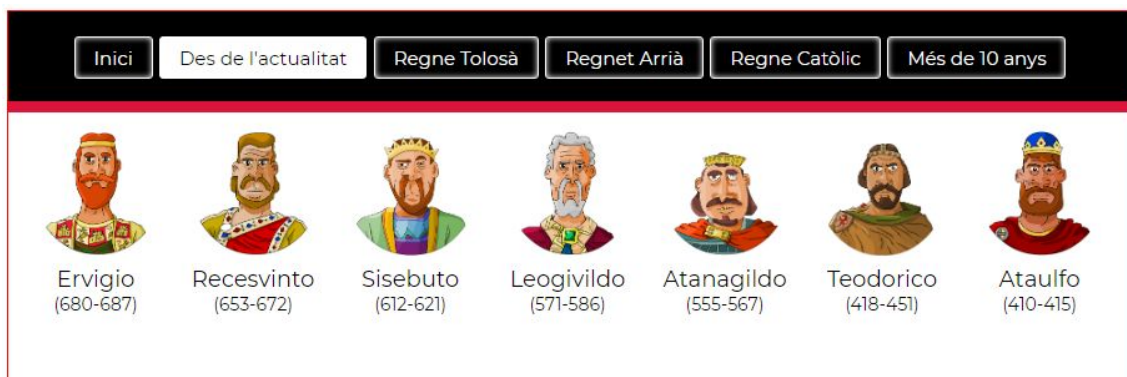 Inici Des de l'actualitat Regne Tolosà Regnet Arrià Regne Catòlic Més de 10 anys
Ervigio Recesvinto Sisebuto Leogivildo Atanagildo Teodorico Ataulfo
(680-687) (653-672) (612-621) (571-586) (555-567) (418-451) (410-415)